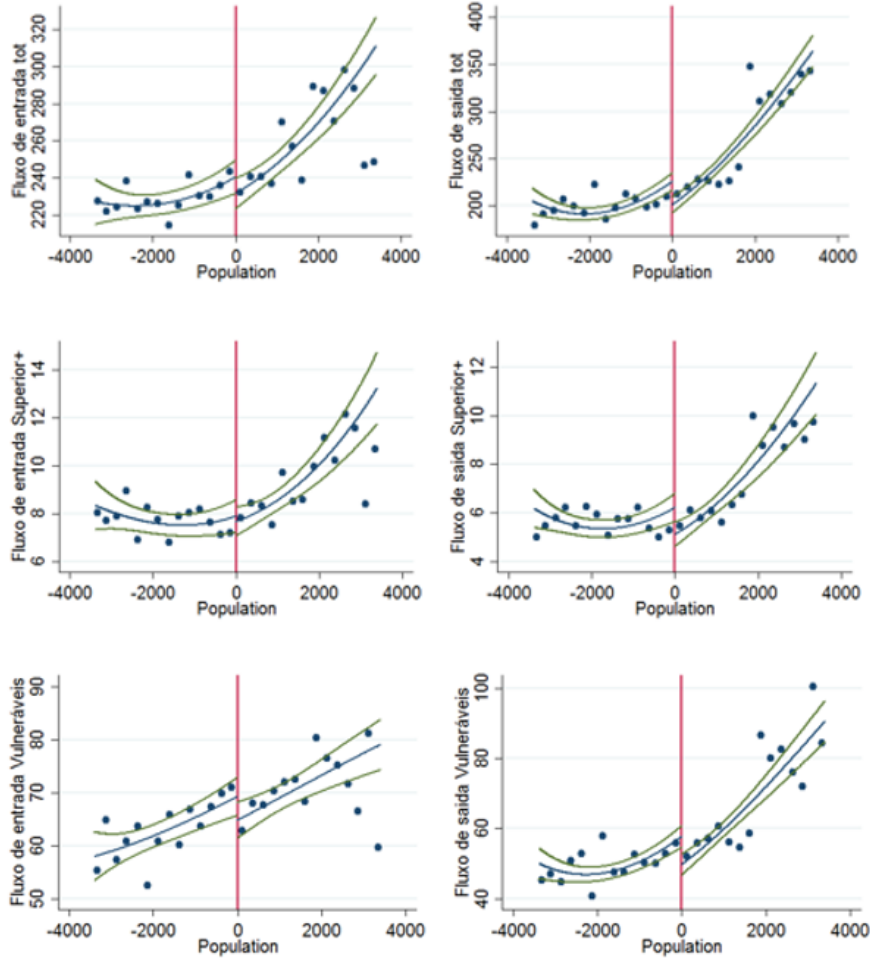 Fluxo de entrada tot
320
300
280
260
240
220
-4000 -2000 0 2000 4000
Population
Fluxo de saida tot
400
350
300
250
200
-4000 -2000 0 2000 4000
Population
Fluxo de entrada Superior+
14
12
10
8
6
-4000 -2000 0 2000 4000
Population
Fluxo de saida Superior+
12
10
8
6
4
-4000 -2000 0 2000 4000
Population
Fluxo de entrada Vulneráveis
90
80
70
60
50
-4000 -2000 0 2000 4000
Population
Fluxo de saida Vulneráveis
100
80
60
40
-4000 -2000 0 2000 4000
Population